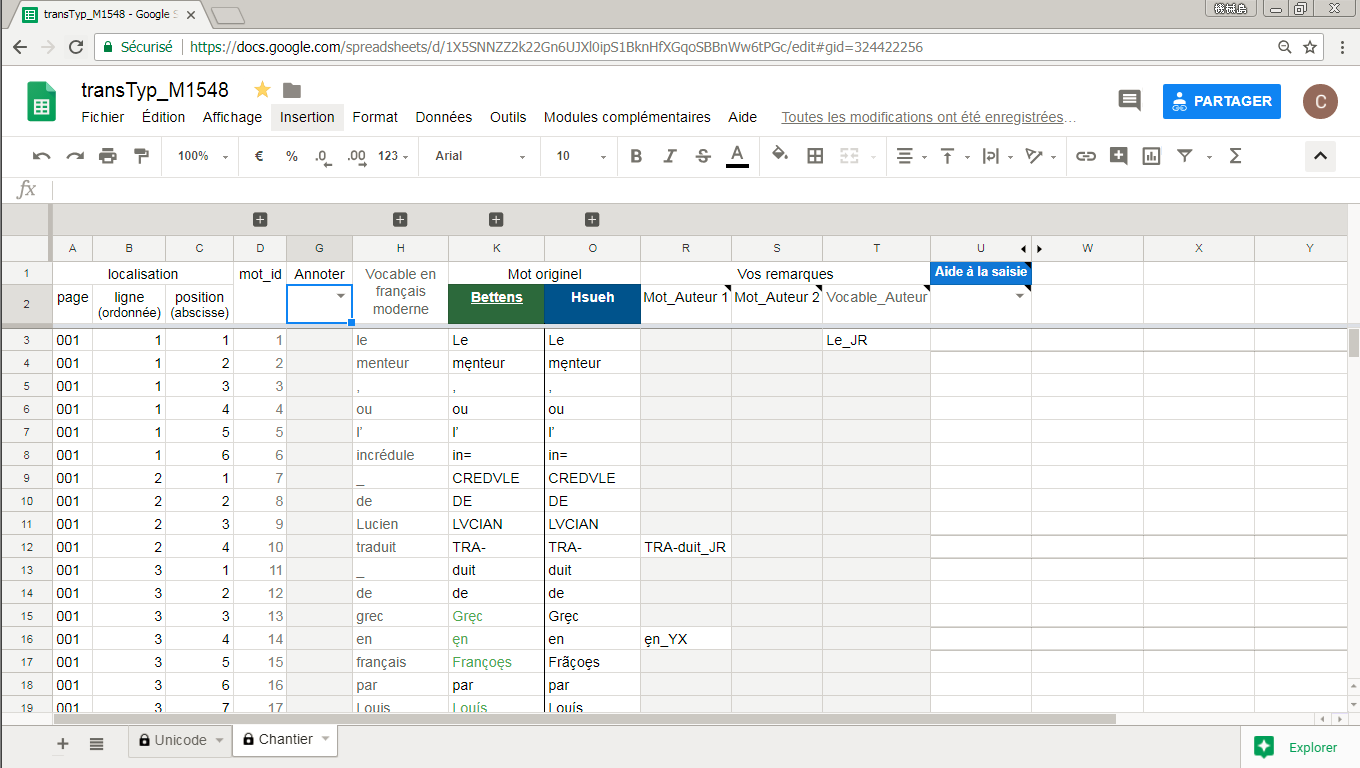 transTyp_M1548 - Google S
機械島
Sécurisé https://docs.google.com/spreadsheets/d/1X5SNNZZ2k22Gn6UJXl0ipS1BknHfXGqoSBBnWw6tPGc/edit#gid=324422256
transTyp_M1548
PARTAGER
C
Fichier Édition Affichage Insertion Format Données Outils Modules complémentaires Aide Toutes les modifications ont été enregistrées…
100% € % .0 .00 123 Arial 10 B I S A Σ
fx
A B C D G H K O R S T U W X Y
1 localisation mot_id Annoter Vocable en français moderne Mot originel Vos remarques Aide à la saisie
2 page ligne (ordonnée) position (abscisse) Bettens Hsueh Mot_Auteur 1 Mot_Auteur 2 Vocable_Auteur
3 001 1 1 1 le Le Le Le_JR
4 001 1 2 2 menteur męnteur męnteur
5 001 1 3 3 , , ,
6 001 1 4 4 ou ou ou
7 001 1 5 5 l’ l’ l’
8 001 1 6 6 incrédule in= in=
9 001 2 1 7 _ CREDVLE CREDVLE
10 001 2 2 8 de DE DE
11 001 2 3 9 Lucien LVCIAN LVCIAN
12 001 2 4 10 traduit TRA- TRA- TRA-duit_JR
13 001 3 1 11 _ duit duit
14 001 3 2 12 de de de
15 001 3 3 13 grec Gręc Gręc
16 001 3 4 14 en ęn en ęn_YX
17 001 3 5 15 français Françoęs Frãçoęs
18 001 3 6 16 par par par
19 001 3 7 17 Louis Louís Louís
Unicode Chantier
Explorer